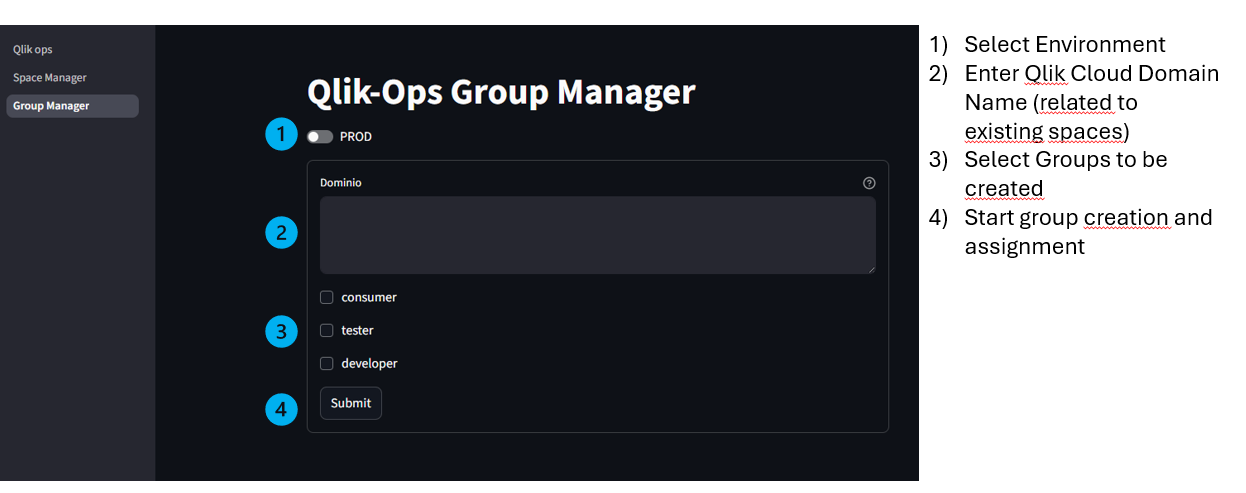 Qlik ops
Space Manager
Group Manager
Qlik-Ops Group Manager
1
PROD
Dominio
2
consumer
3
tester
developer
4
Submit
1) Select Environment
2) Enter Qlik Cloud Domain
Name (related to
existing spaces)
3) Select Groups to be
created
4) Start group creation and
assignment